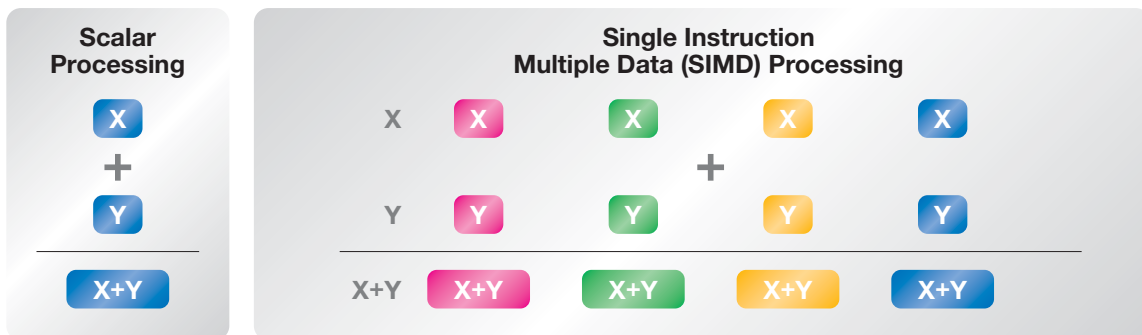 Scalar
Processing
X
+
Y
X+Y
Single Instruction
Multiple Data (SIMD) Processing
X X X X X
+
Y Y Y Y Y
X+Y X+Y X+Y X+Y X+Y